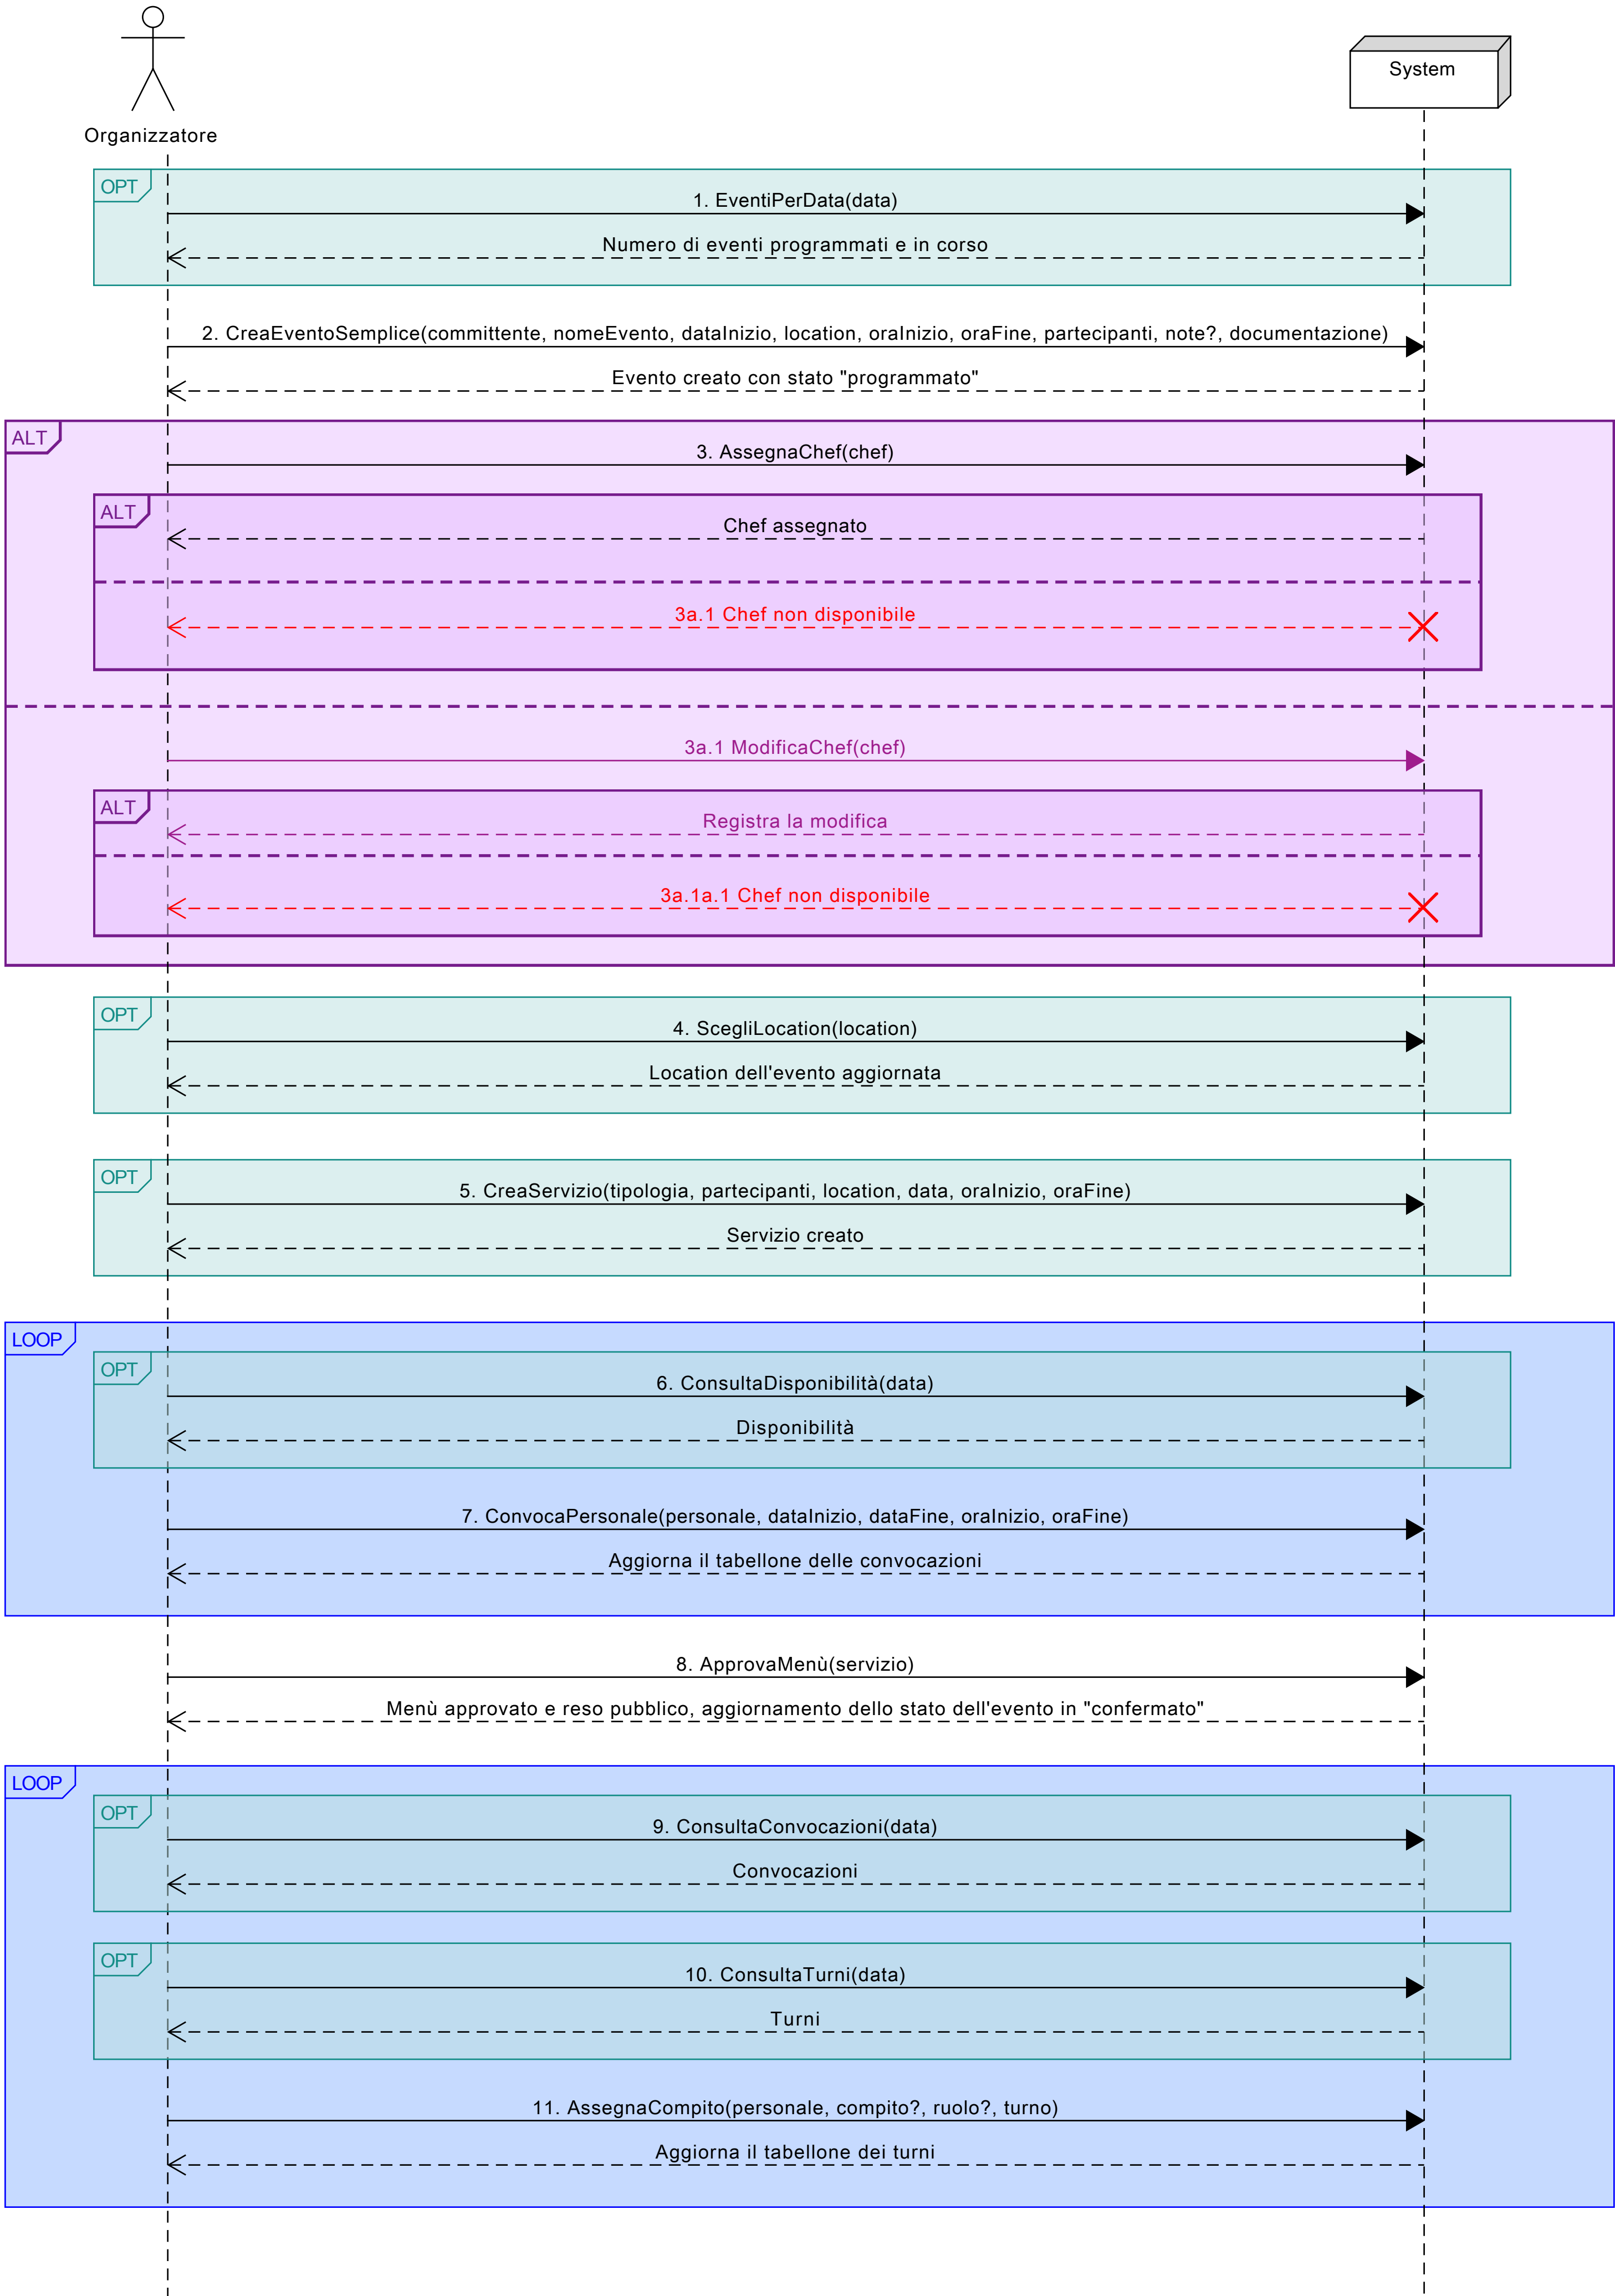 System
Organizzatore
OPT
1. EventiPerData(data)
Numero di eventi programmati e in corso
2. CreaEventoSemplice(committente, nomeEvento, dataInizio, location, oraInizio, oraFine, partecipanti, note?, documentazione)
Evento creato con stato "programmato"
ALT
3. AssegnaChef(chef)
ALT
Chef assegnato
3a.1 Chef non disponibile
3a.1 ModificaChef(chef)
ALT
Registra la modifica
3a.1a.1 Chef non disponibile
OPT
4. ScegliLocation(location)
Location dell'evento aggiornata
OPT
5. CreaServizio(tipologia, partecipanti, location, data, oraInizio, oraFine)
Servizio creato
LOOP
OPT
6. ConsultaDisponibilità(data)
Disponibilità
7. ConvocaPersonale(personale, dataInizio, dataFine, oraInizio, oraFine)
Aggiorna il tabellone delle convocazioni
8. ApprovaMenù(servizio)
Menù approvato e reso pubblico, aggiornamento dello stato dell'evento in "confermato"
LOOP
OPT
9. ConsultaConvocazioni(data)
Convocazioni
OPT
10. ConsultaTurni(data)
Turni
11. AssegnaCompito(personale, compito?, ruolo?, turno)
Aggiorna il tabellone dei turni